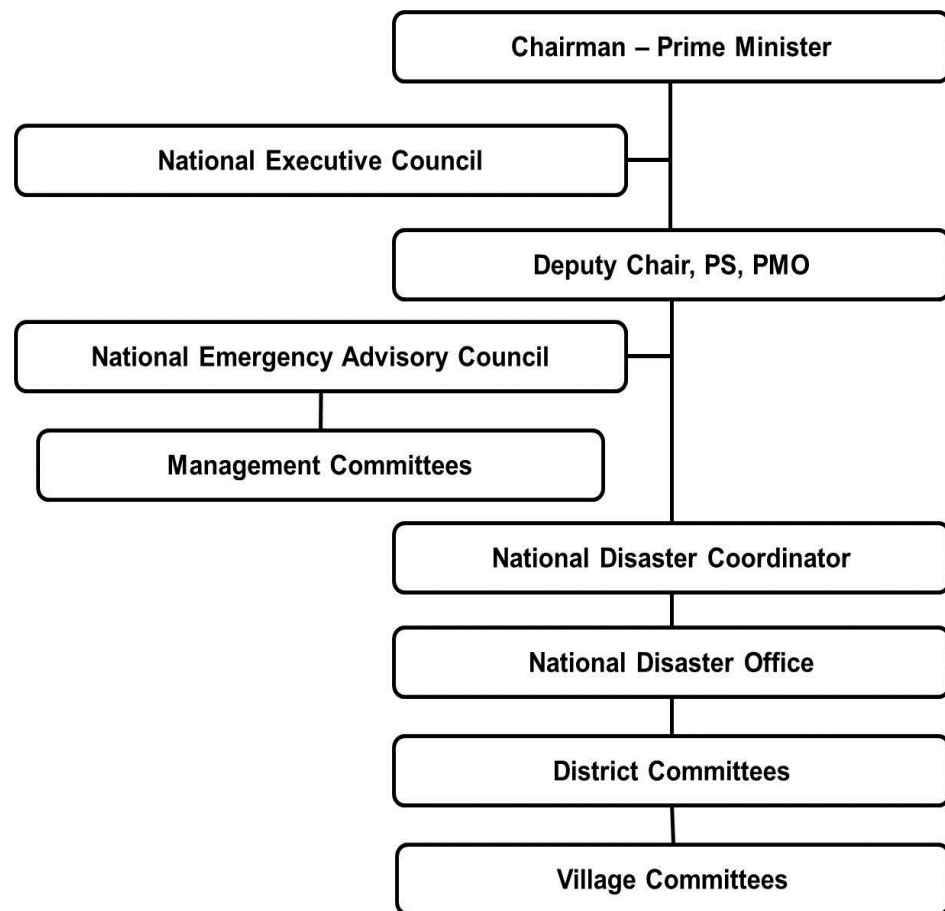 Chairman – Prime Minister
National Executive Council
Deputy Chair, PS, PMO
National Emergency Advisory Council
Management Committees
National Disaster Coordinator
National Disaster Office
District Committees
Village Committees